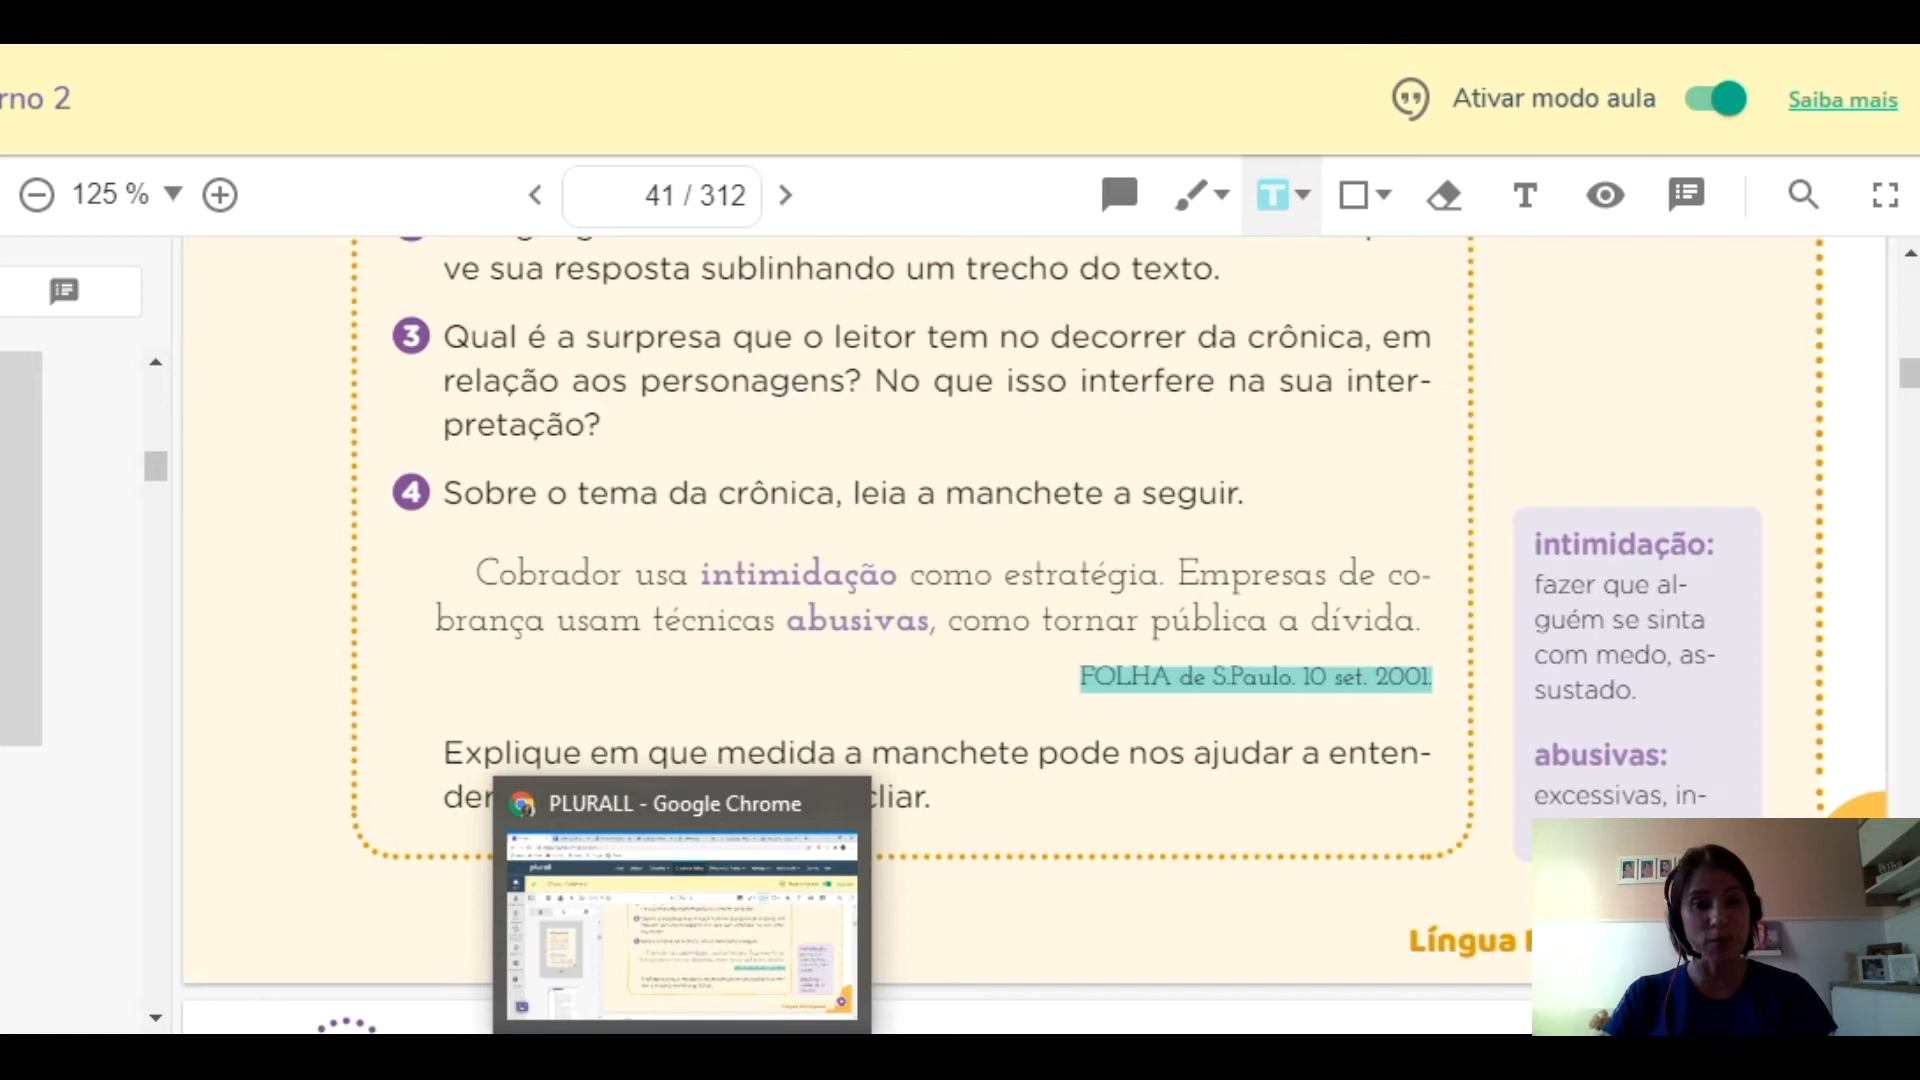 rno 2
Ativar modo aula
Saiba mais
125 %
41 / 312
T
ve sua resposta sublinhando um trecho do texto.
3 Qual é a surpresa que o leitor tem no decorrer da crônica, em
relação aos personagens? No que isso interfere na sua inter-
pretação?
4 Sobre o tema da crônica, leia a manchete a seguir.
Cobrador usa intimidação como estratégia. Empresas de co-
brança usam técnicas abusivas, como tornar pública a dívida.
FOLHA de S.Paulo. 10 set. 2001.
Explique em que medida a manchete pode nos ajudar a enten-
der
cliar.
intimidação:
fazer que al-
guém se sinta
com medo, as-
sustado.
abusivas:
excessivas, in-
PLURALL - Google Chrome
plurall
Língua